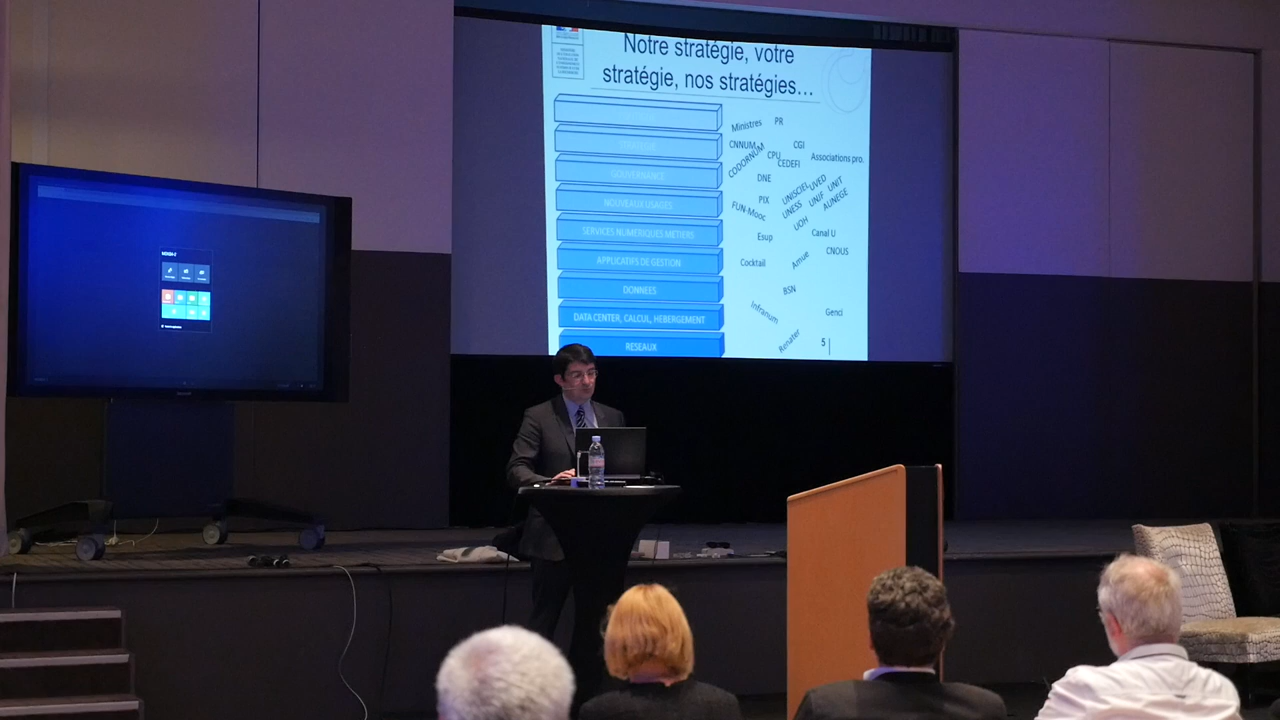 Notre stratégie, votre
stratégie, nos stratégies...
STRATEGIE
GOUVERNANCE
NOUVEAUX USAGES
SERVICES NUMERIQUES METIERS
APPLICATIFS DE GESTION
DONNEES
DATA CENTER, CALCUL, HEBERGEMENT
RESEAUX
Ministres
PR
CNNUM
CGI
CODORNUM
CPU
CEDEFI
Associations pro.
DNE
PIX
UNISCIEL
UVED
UNIT
FUN-Mooc
UNESS
UNJF
AUNEGE
UOH
Esup
Canal U
CNOUS
Cocktail
Amue
BSN
Infranum
Genci
Renater
5